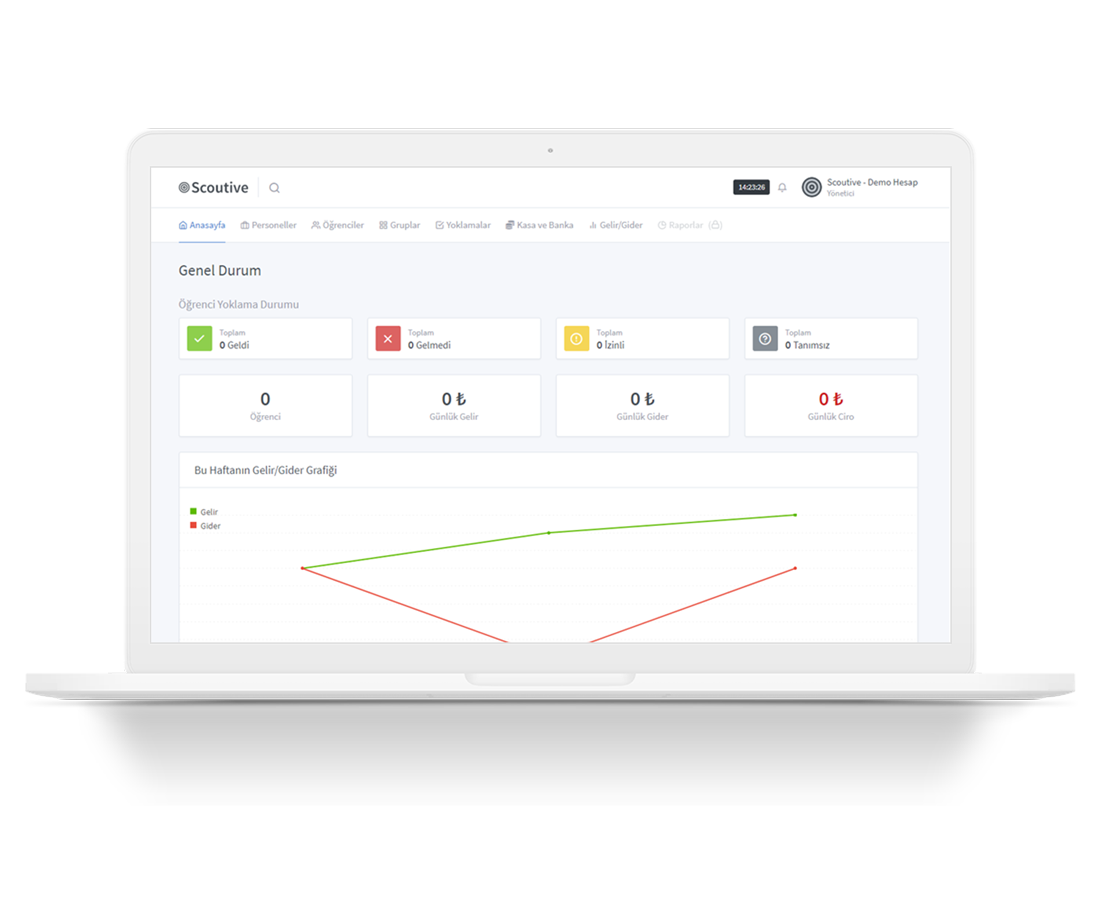 Scoutive
14:23:26
Scoutive - Demo Hesap
Yönetici
Anasayfa Personeller Öğrenciler Gruplar Yoklamalar Kasa ve Banka Gelir/Gider Raporlar
Genel Durum
Öğrenci Yoklama Durumu
Toplam
0 Geldi
Toplam
0 Gelmedi
Toplam
0 İzinli
Toplam
0 Tanımsız
0
Öğrenci
0 ₺
Günlük Gelir
0 ₺
Günlük Gider
0 ₺
Günlük Ciro
Bu Haftanın Gelir/Gider Grafiği
Gelir
Gider